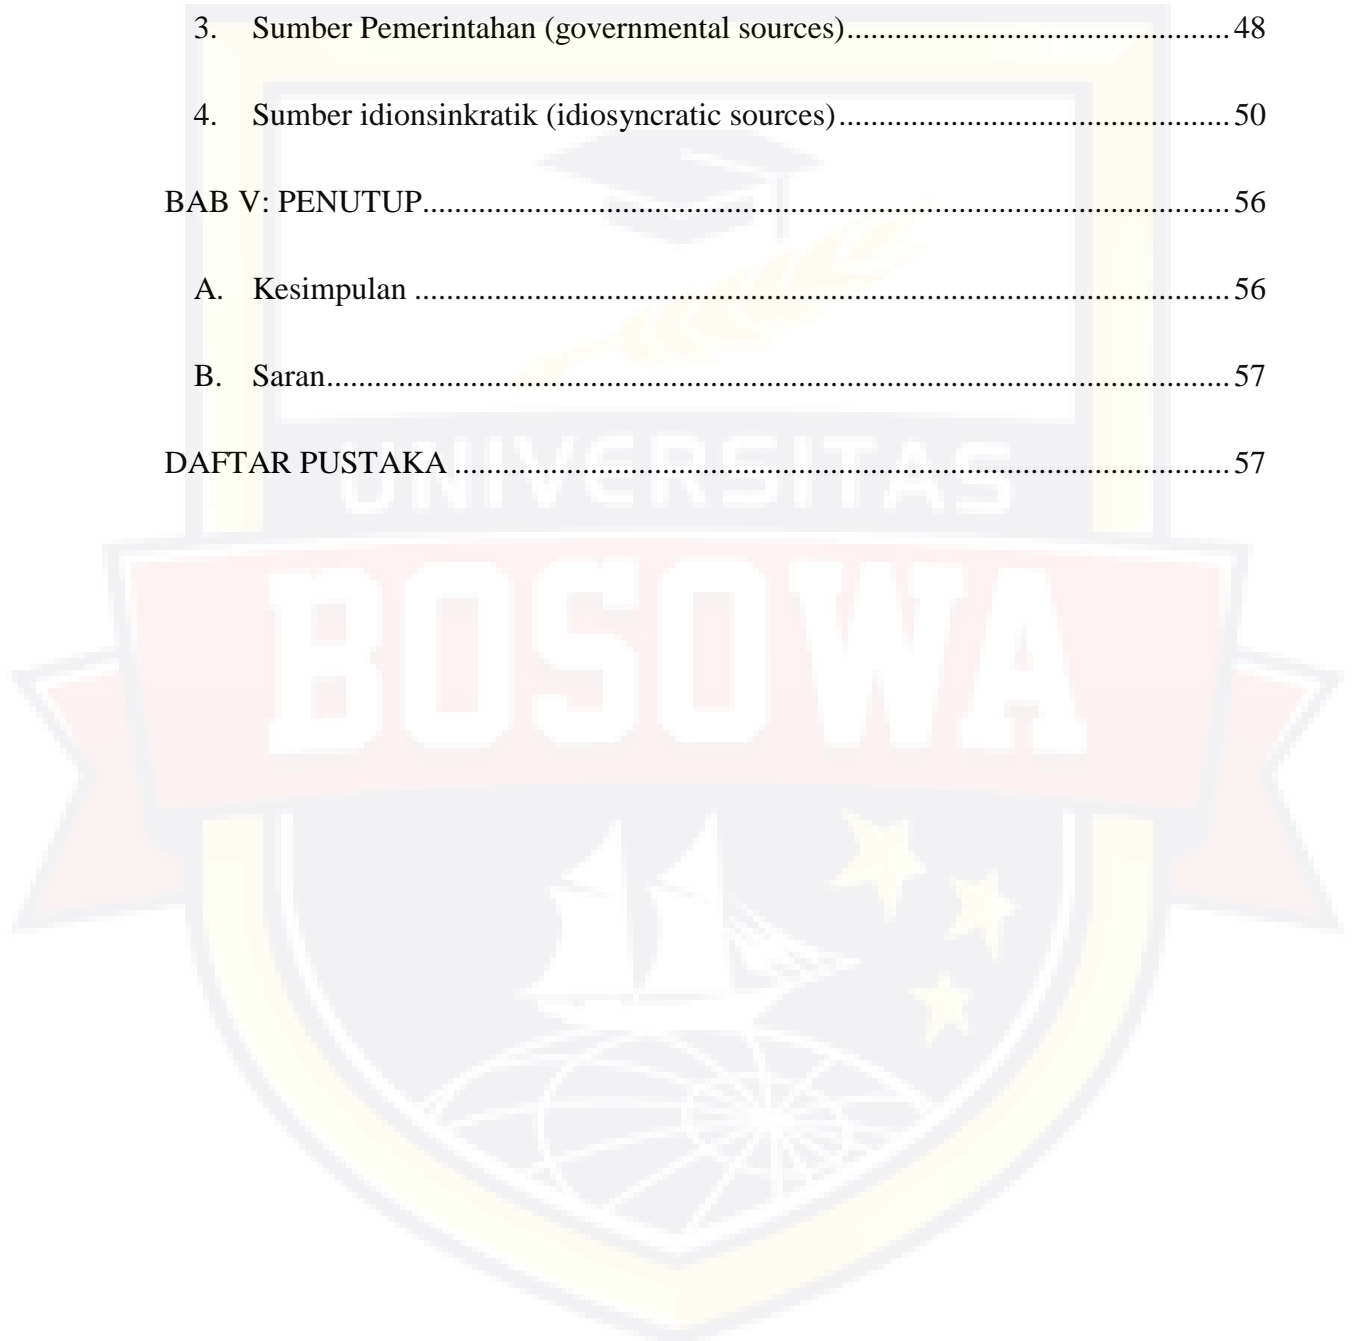 3. Sumber Pemerintahan (governmental sources)................................................48
4. Sumber idionsinkratik (idiosyncratic sources).................................................50
BAB V: PENUTUP.....................................................................................................56
A. Kesimpulan ......................................................................................................56
B. Saran.................................................................................................................57
DAFTAR PUSTAKA .................................................................................................57
UNIVERSITAS
BOSOWA